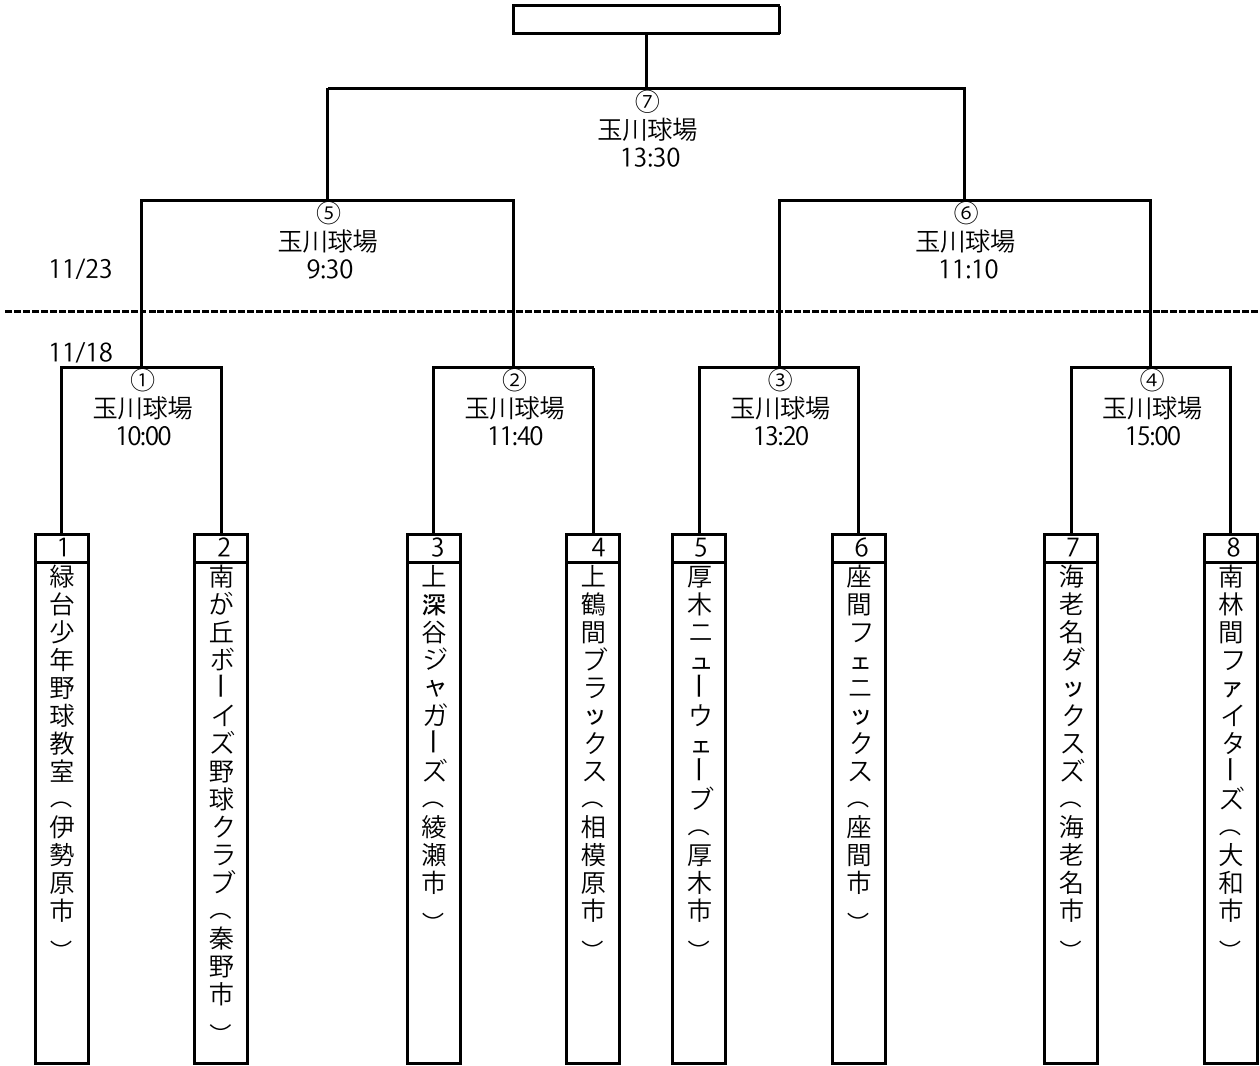 ⑦
玉川球場
13:30
⑤
玉川球場
9:30
⑥
玉川球場
11:10
11/23
11/18
①
玉川球場
10:00
②
玉川球場
11:40
③
玉川球場
13:20
④
玉川球場
15:00
1
緑台少年野球教室（伊勢原市）
2
南が丘ボーイズ野球クラブ（秦野市）
3
上深谷ジャガーズ（綾瀬市）
4
上鶴間ブラックス（相模原市）
5
厚木ニューウェーブ（厚木市）
6
座間フェニックス（座間市）
7
海老名ダックスズ（海老名市）
8
南林間ファイターズ（大和市）